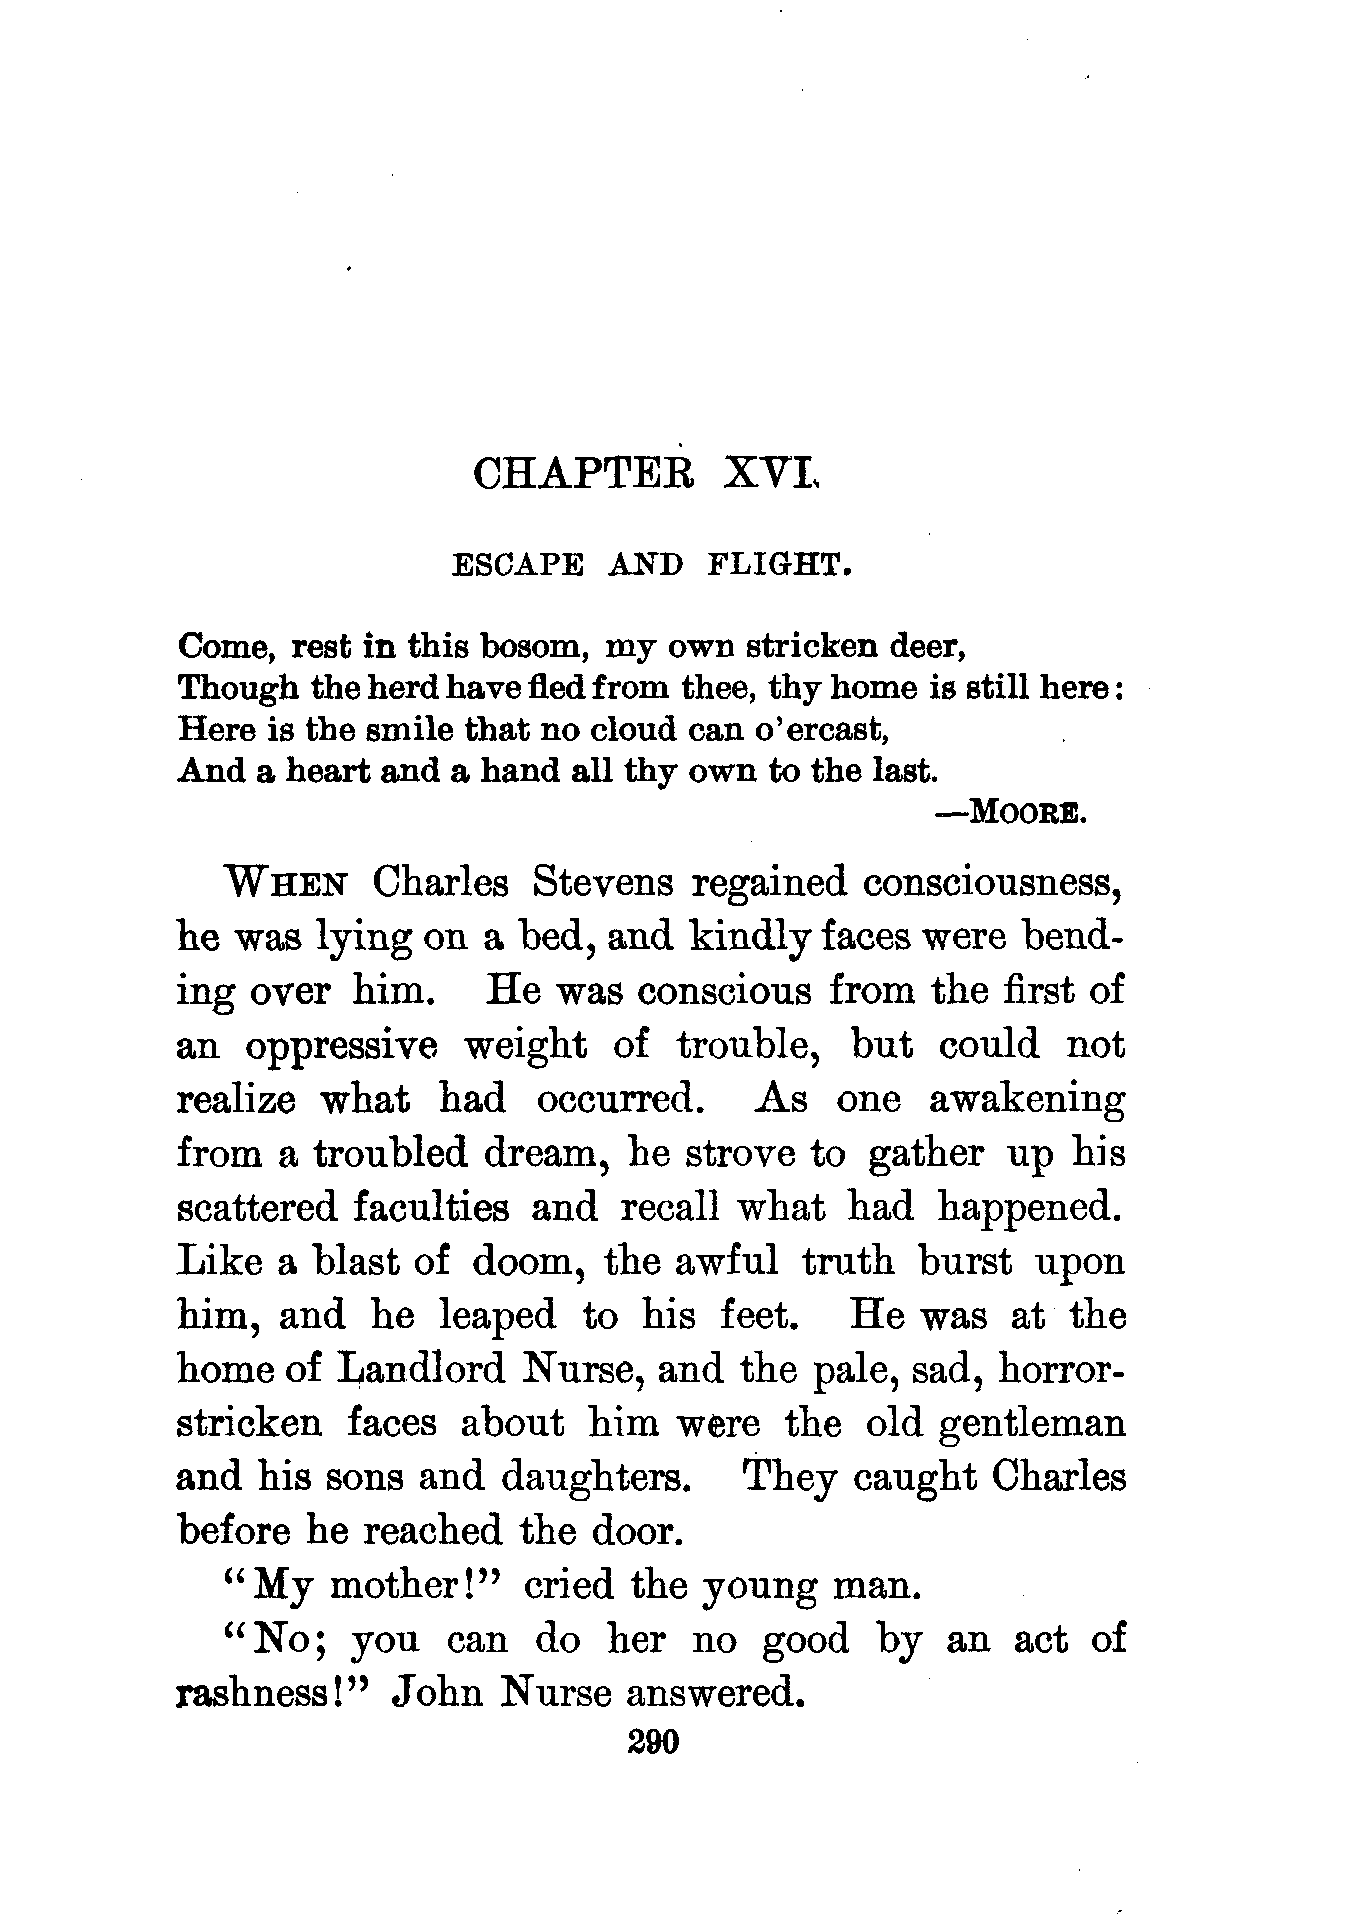 CHAPTER XVI.
ESCAPE AND FLIGHT.
Come, rest in this bosom, my own stricken deer,
Though the herd have fled from thee, thy home is still here:
Here is the smile that no cloud can o'ercast,
And a heart and a hand all thy own to the last.
—MOORE.
WHEN Charles Stevens regained consciousness,
he was lying on a bed, and kindly faces were bend-
ing over him. He was conscious from the first of
an oppressive weight of trouble, but could not
realize what had occurred. As one awakening
from a troubled dream, he strove to gather up his
scattered faculties and recall what had happened.
Like a blast of doom, the awful truth burst upon
him, and he leaped to his feet. He was at the
home of Landlord Nurse, and the pale, sad, horror-
stricken faces about him were the old gentleman
and his sons and daughters. They caught Charles
before he reached the door.
“My mother!” cried the young man.
“No; you can do her no good by an act of
rashness!” John Nurse answered.
290